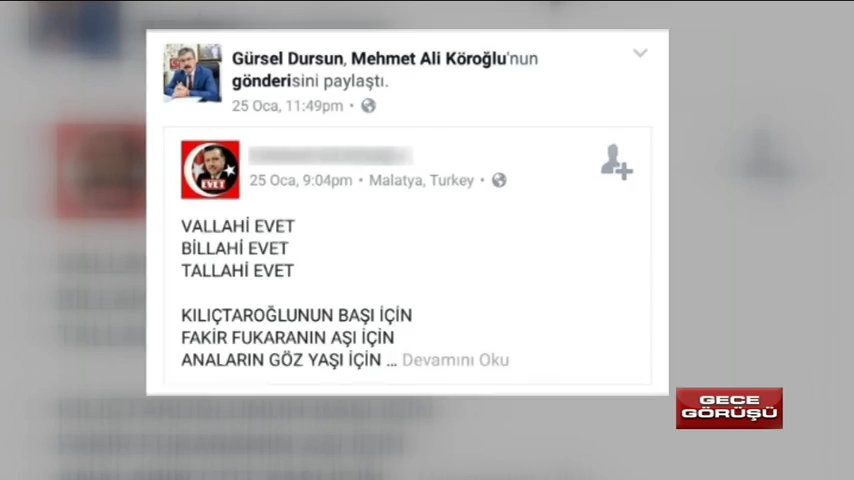 Gürsel Dursun, Mehmet Ali Köroğlu'nun
gönderisini paylaştı.
25 Oca, 11:49pm •
25 Oca, 9:04pm • Malatya, Turkey •
EVET
VALLAHİ EVET
BİLLAHİ EVET
TALLAHİ EVET
KILIÇTAROĞLUNUN BAŞI İÇİN
FAKİR FUKARANIN AŞI İÇİN
ANALARIN GÖZ YAŞI İÇİN ... Devamını Oku
GECE
GÖRÜŞÜ